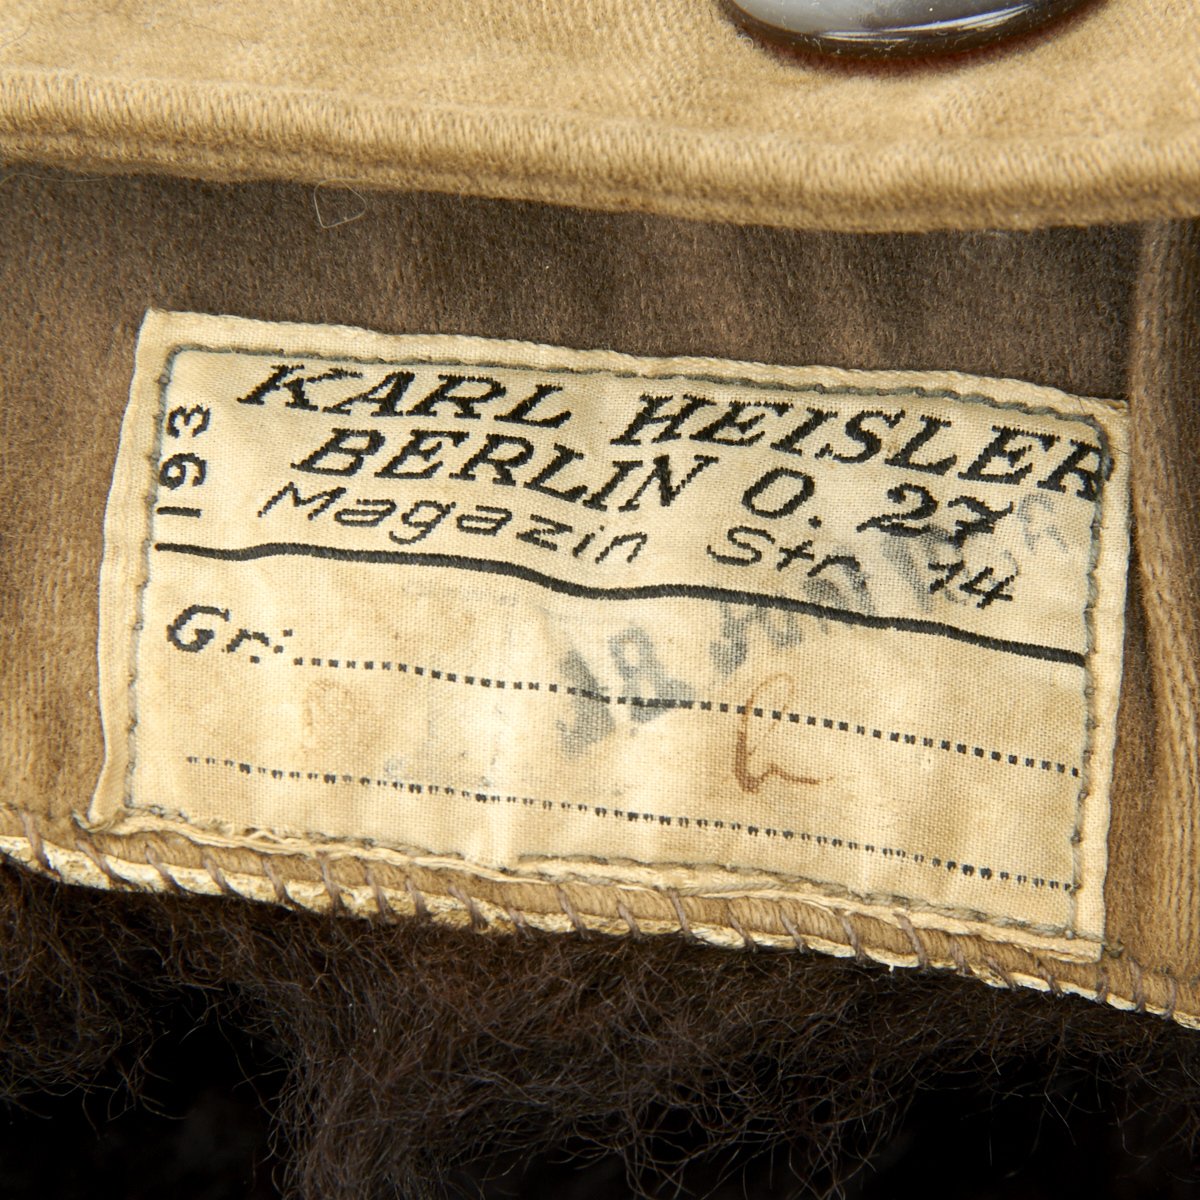 KARL HEISLER
BERLIN O. 27
Magazin Str 14
193
Gr.: